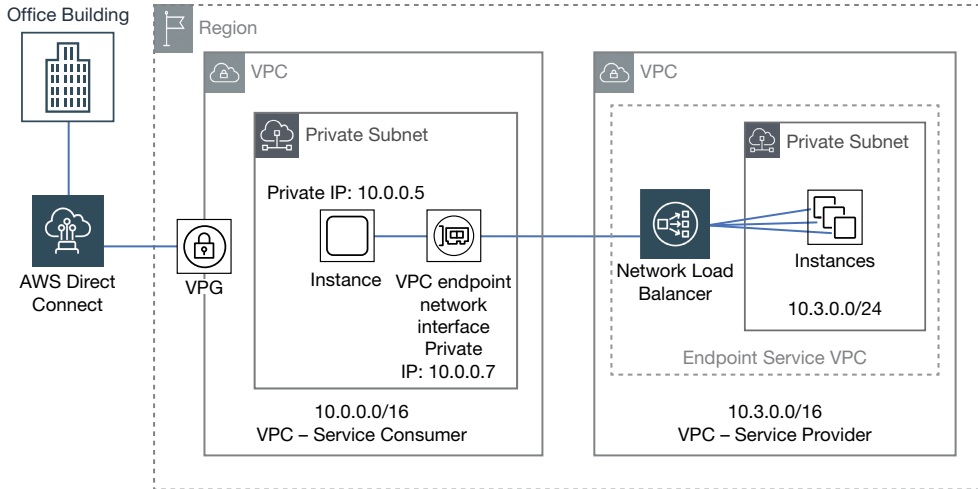 Office Building
Region
VPC
VPC
Private Subnet
Private Subnet
Private IP: 10.0.0.5
AWS Direct
Connect
VPG
Instance
VPC endpoint
network
interface
Private
IP: 10.0.0.7
Network Load
Balancer
Instances
10.3.0.0/24
Endpoint Service VPC
10.0.0.0/16
VPC – Service Consumer
10.3.0.0/16
VPC – Service Provider